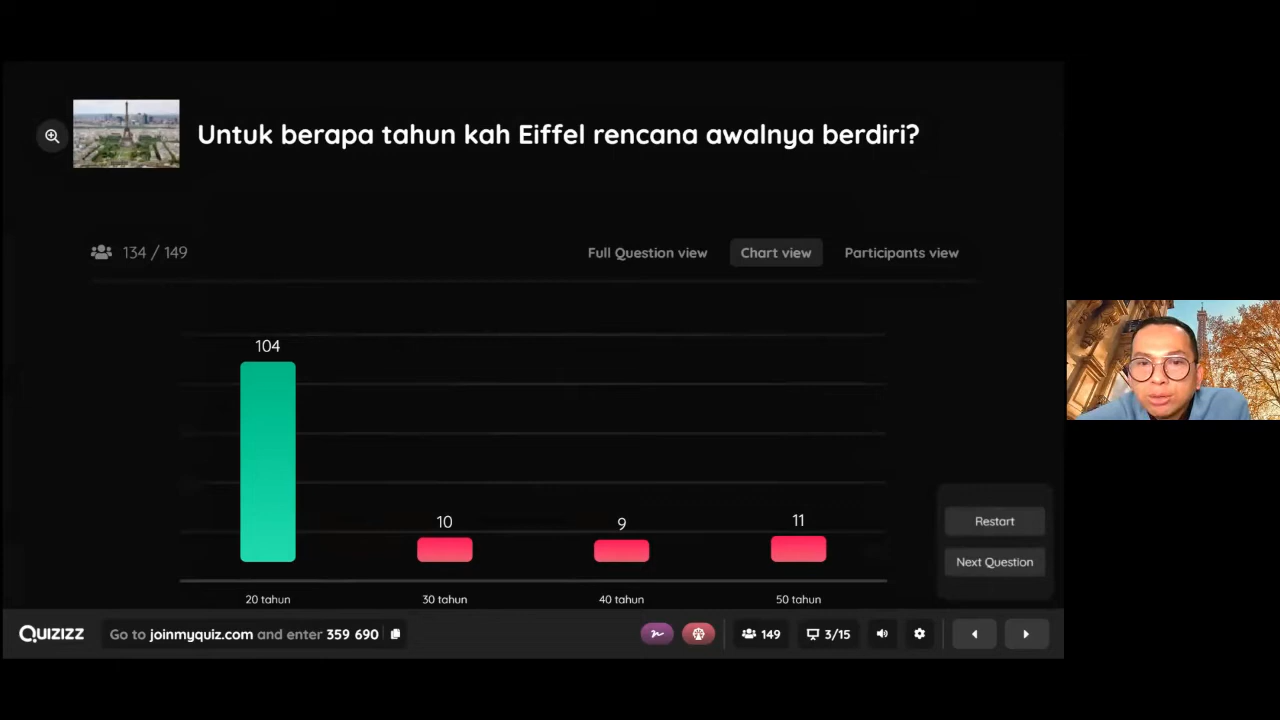 Untuk berapa tahun kah Eiffel rencana awalnya berdiri?
134 / 149
Full Question view
Chart view
Participants view
104
10
9
11
20 tahun
30 tahun
40 tahun
50 tahun
Restart
Next Question
QUIZIZZ
Go to joinmyquiz.com and enter 359 690
149
3/15